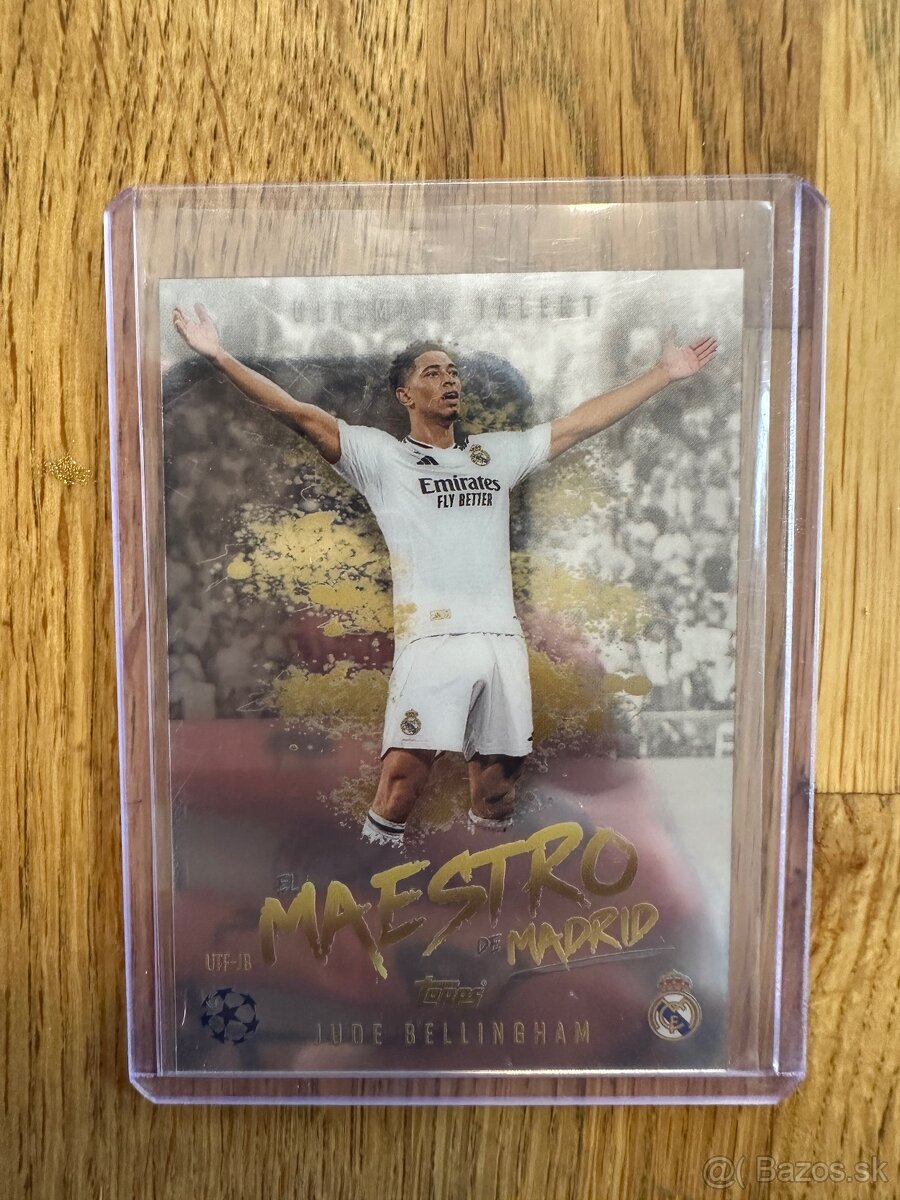 ULTIMATE TALENT
Emirates
FLY BETTER
EL
MAESTRO
DE MADRID
UTF-JB
Topps
JUDE BELLINGHAM
@( Bazos.sk